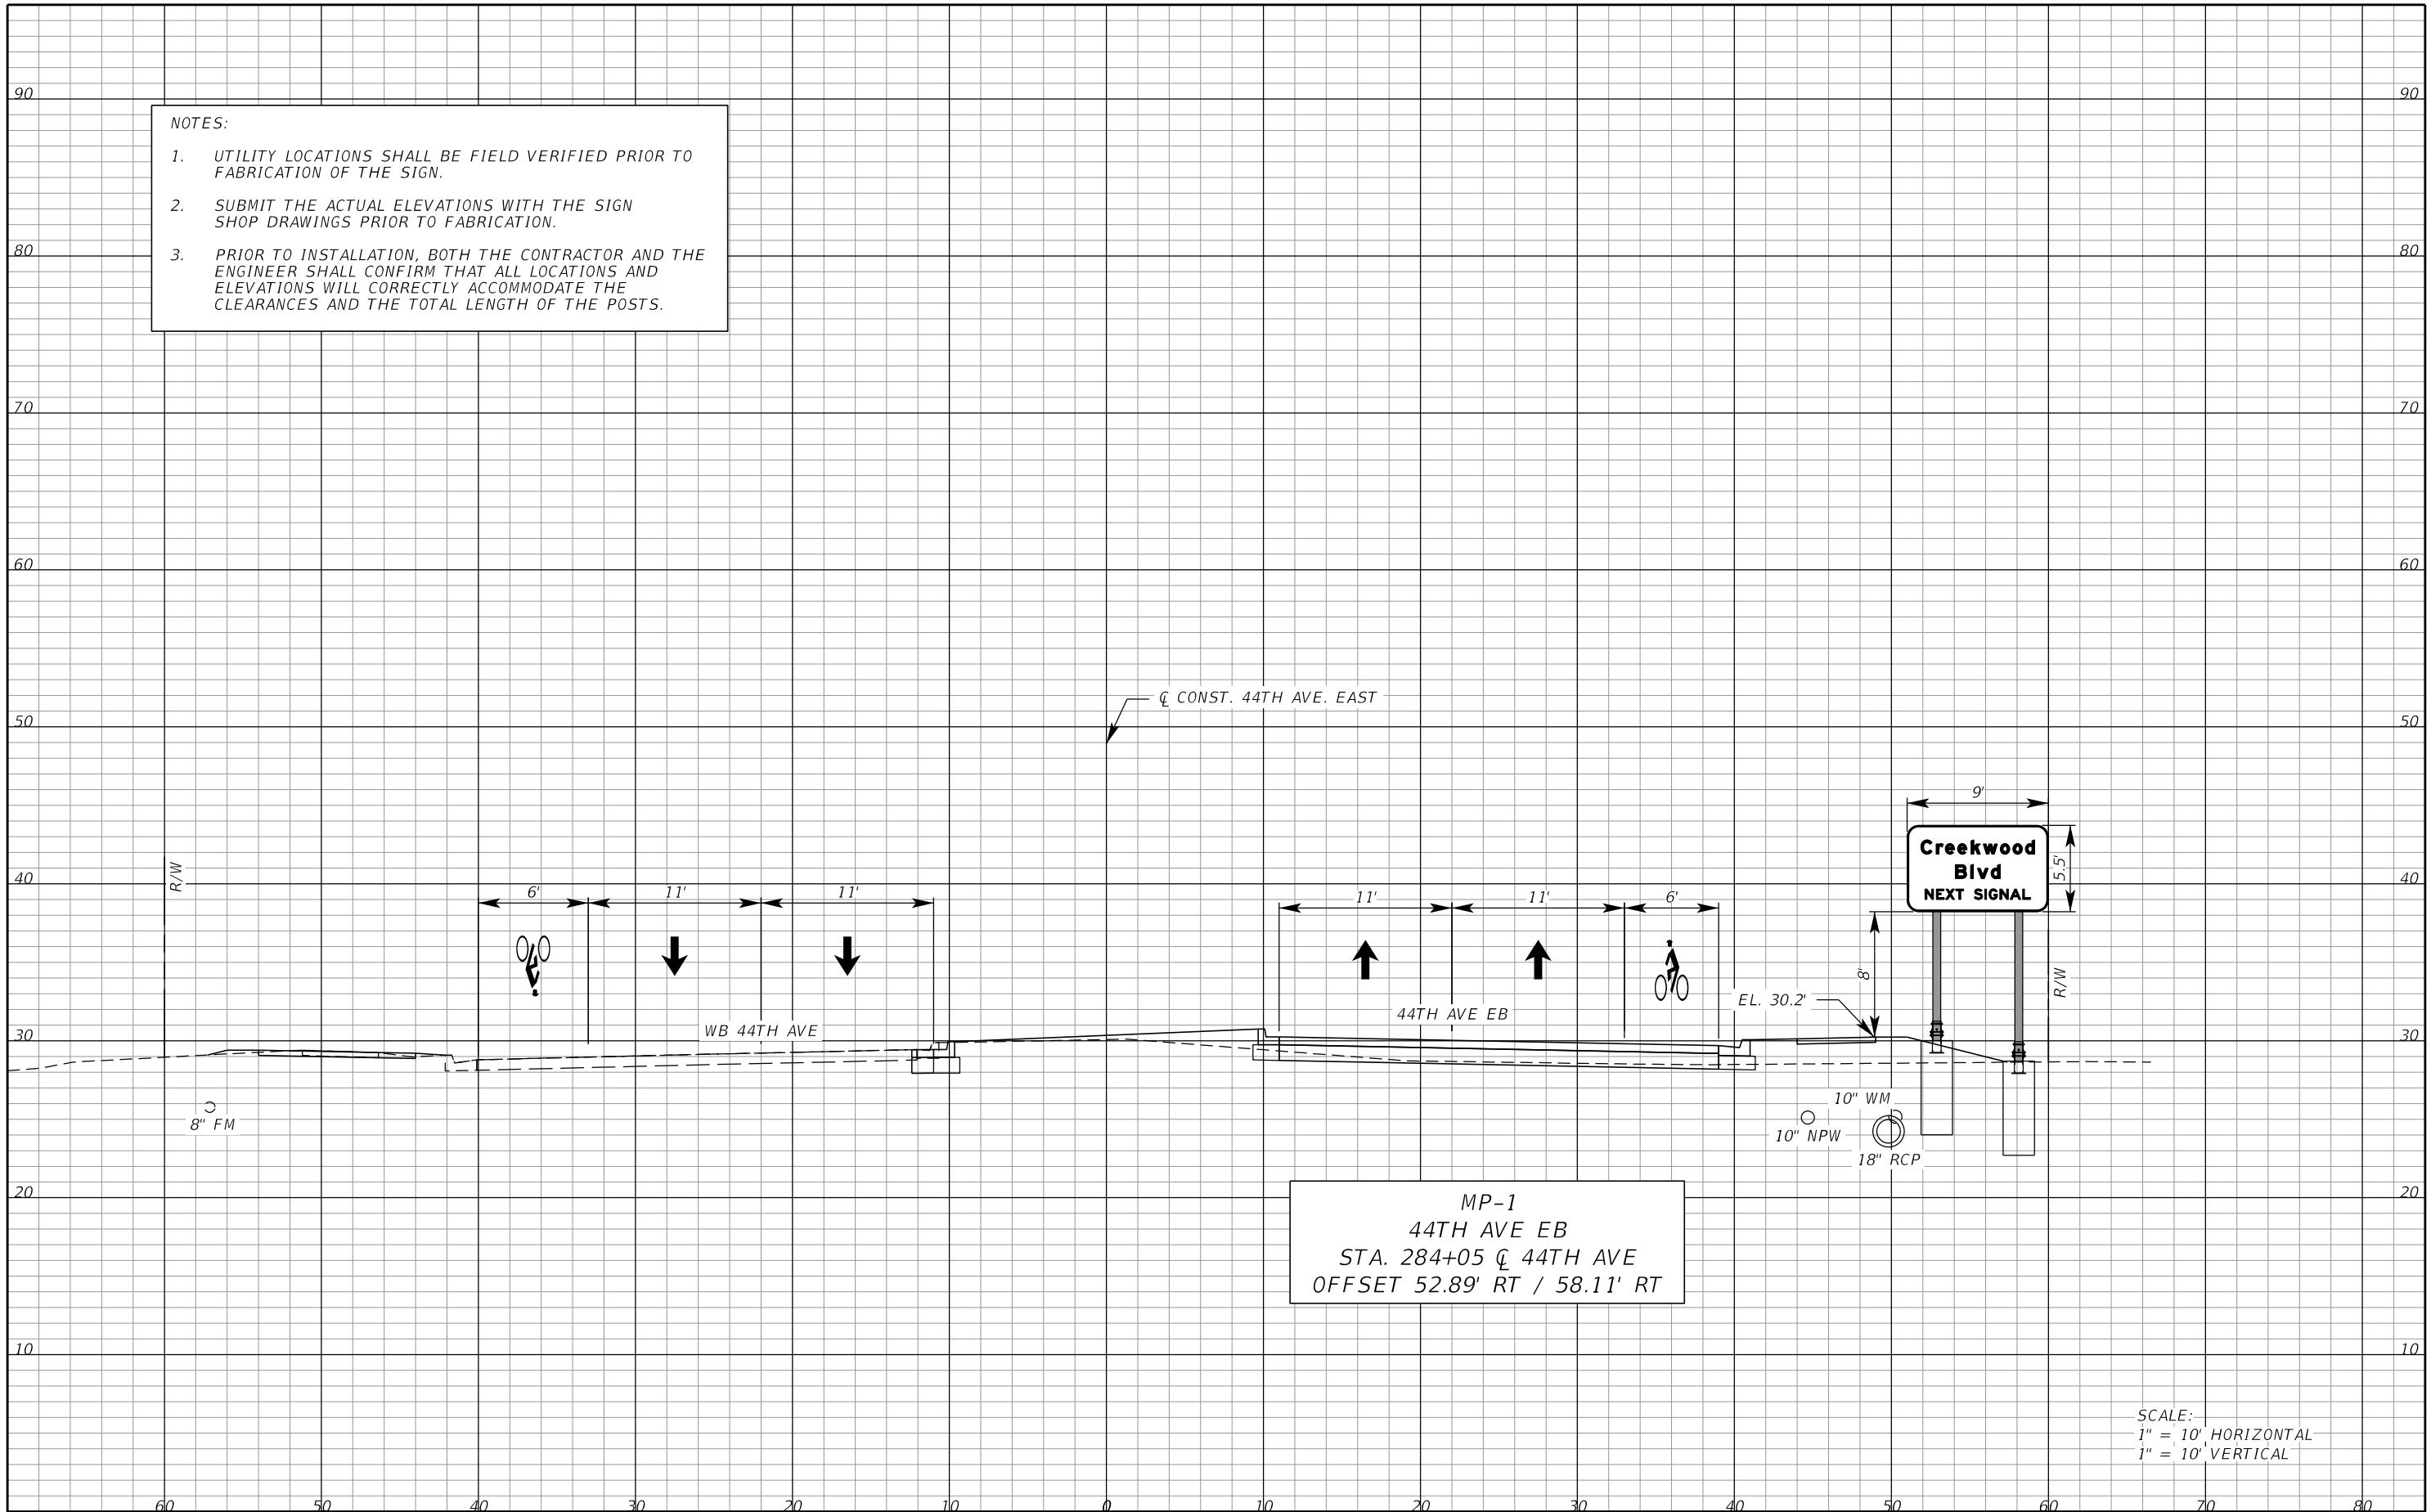 90 90
NOTES:
1. UTILITY LOCATIONS SHALL BE FIELD VERIFIED PRIOR TO
FABRICATION OF THE SIGN.
2. SUBMIT THE ACTUAL ELEVATIONS WITH THE SIGN
SHOP DRAWINGS PRIOR TO FABRICATION.
3. PRIOR TO INSTALLATION, BOTH THE CONTRACTOR AND THE
ENGINEER SHALL CONFIRM THAT ALL LOCATIONS AND
ELEVATIONS WILL CORRECTLY ACCOMMODATE THE
CLEARANCES AND THE TOTAL LENGTH OF THE POSTS.
80 80
70 70
60 60
℄ CONST. 44TH AVE. EAST
50 50
9'
Creekwood
Blvd
NEXT SIGNAL
5.5'
R/W
40 40
6' 11' 11' 11' 11' 6'
8'
R/W
EL. 30.2'
WB 44TH AVE
44TH AVE EB
30 30
8" FM
10" WM
10" NPW
18" RCP
20 20
MP-1
44TH AVE EB
STA. 284+05 ℄ 44TH AVE
OFFSET 52.89' RT / 58.11' RT
10 10
SCALE:
1" = 10' HORIZONTAL
1" = 10' VERTICAL
60 50 40 30 20 10 0 10 20 30 40 50 60 70 80